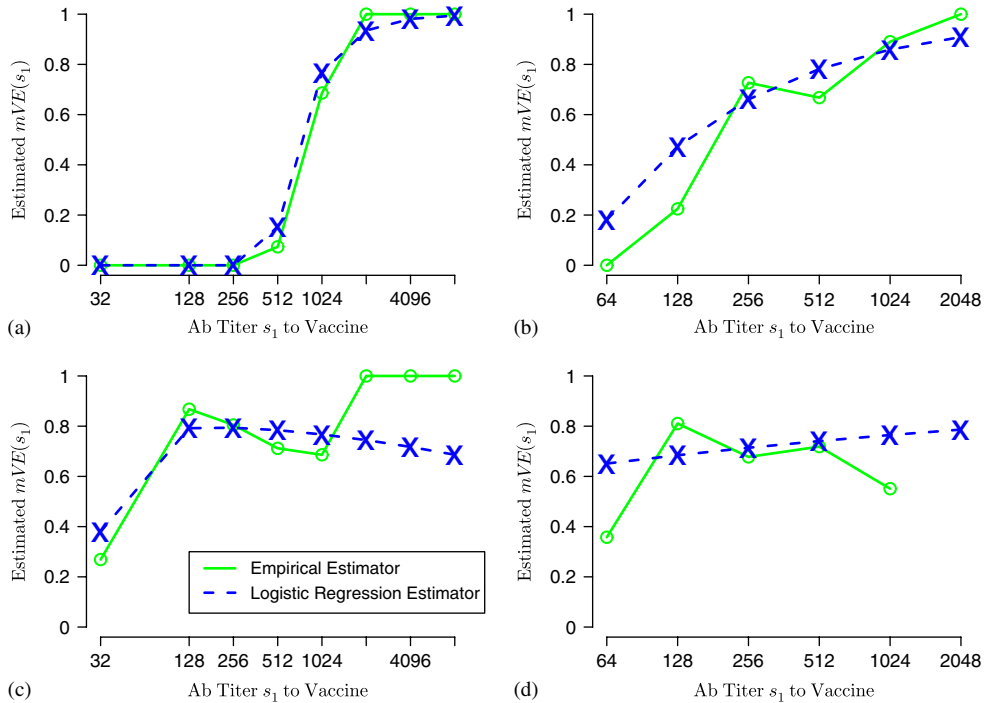 1
0.8
0.6
0.4
0.2
0
Estimated mVE(s₁)
32 128 256 512 1024 4096
(a) Ab Titer s₁ to Vaccine
1
0.8
0.6
0.4
0.2
0
Estimated mVE(s₁)
64 128 256 512 1024 2048
(b) Ab Titer s₁ to Vaccine
1
0.8
0.6
0.4
0.2
0
Estimated mVE(s₁)
Empirical Estimator
Logistic Regression Estimator
32 128 256 512 1024 4096
(c) Ab Titer s₁ to Vaccine
1
0.8
0.6
0.4
0.2
0
Estimated mVE(s₁)
64 128 256 512 1024 2048
(d) Ab Titer s₁ to Vaccine